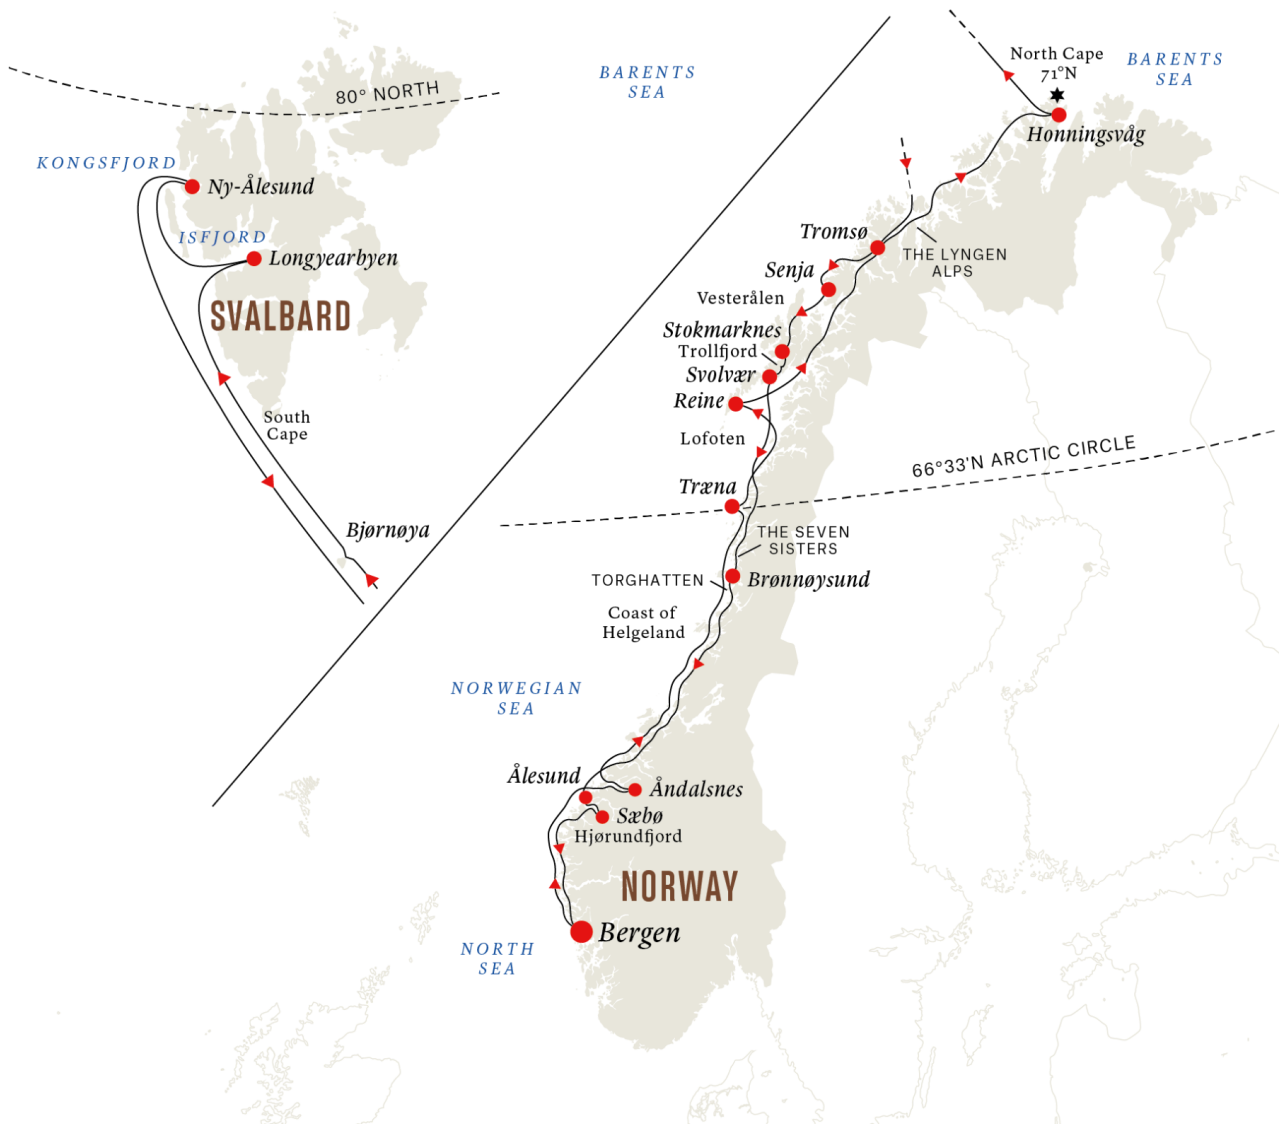 80° NORTH
KONGSFJORD
Ny-Ålesund
ISFJORD
Longyearbyen
SVALBARD
South
Cape
Bjørnøya
BARENTS
SEA
North Cape
71°N
BARENTS
SEA
Honningsvåg
Tromsø
THE LYNGEN
ALPS
Senja
Vesterålen
Stokmarknes
Trollfjord
Svolvær
Reine
Lofoten
66°33'N ARCTIC CIRCLE
Træna
THE SEVEN
SISTERS
TORGHATTEN
Brønnøysund
Coast of
Helgeland
NORWEGIAN
SEA
Ålesund
Åndalsnes
Sæbø
Hjørundfjord
NORWAY
Bergen
NORTH
SEA